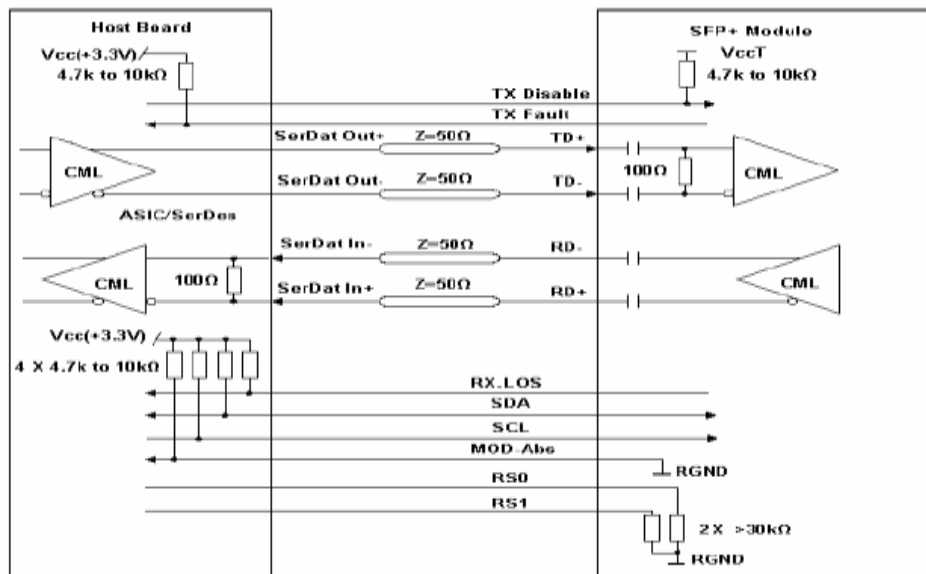 Host Board
SFP+ Module
Vcc(+3.3V)
4.7k to 10kΩ
VccT
4.7k to 10kΩ
TX Disable
TX Fault
SerDat Out+
Z=50Ω
TD+
CML
100Ω
CML
SerDat Out-
Z=50Ω
TD-
ASIC/SerDes
SerDat In-
Z=50Ω
RD-
CML
100Ω
CML
SerDat In+
Z=50Ω
RD+
Vcc(+3.3V)
4 X 4.7k to 10kΩ
RX.LOS
SDA
SCL
MOD-Abs
RGND
RS0
RS1
2 X >30kΩ
RGND